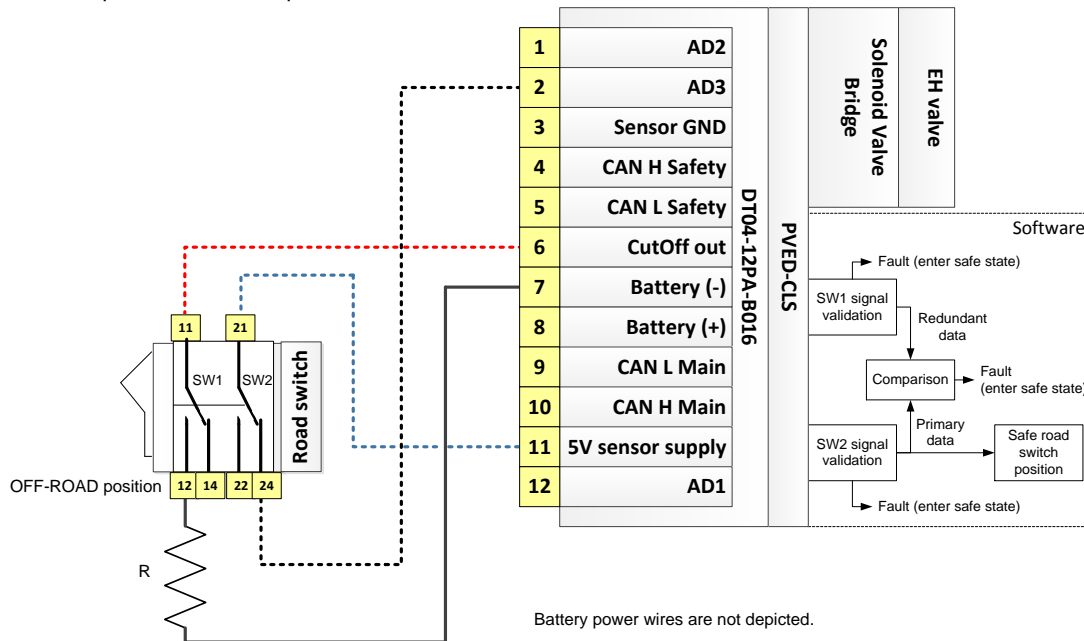 1 AD2
2 AD3
3 Sensor GND
4 CAN H Safety
5 CAN L Safety
6 CutOff out
7 Battery (-)
8 Battery (+)
9 CAN L Main
10 CAN H Main
11 5V sensor supply
12 AD1
DT04-12PA-B016
PVED-CLS
Solenoid Valve
Bridge
EH valve
Software
Fault (enter safe state)
SW1 signal
validation
Redundant
data
Comparison
Fault
(enter safe state)
Primary
data
SW2 signal
validation
Safe road
switch
position
Fault (enter safe state)
11
21
SW1
SW2
Road switch
OFF-ROAD position
12
14
22
24
R
Battery power wires are not depicted.